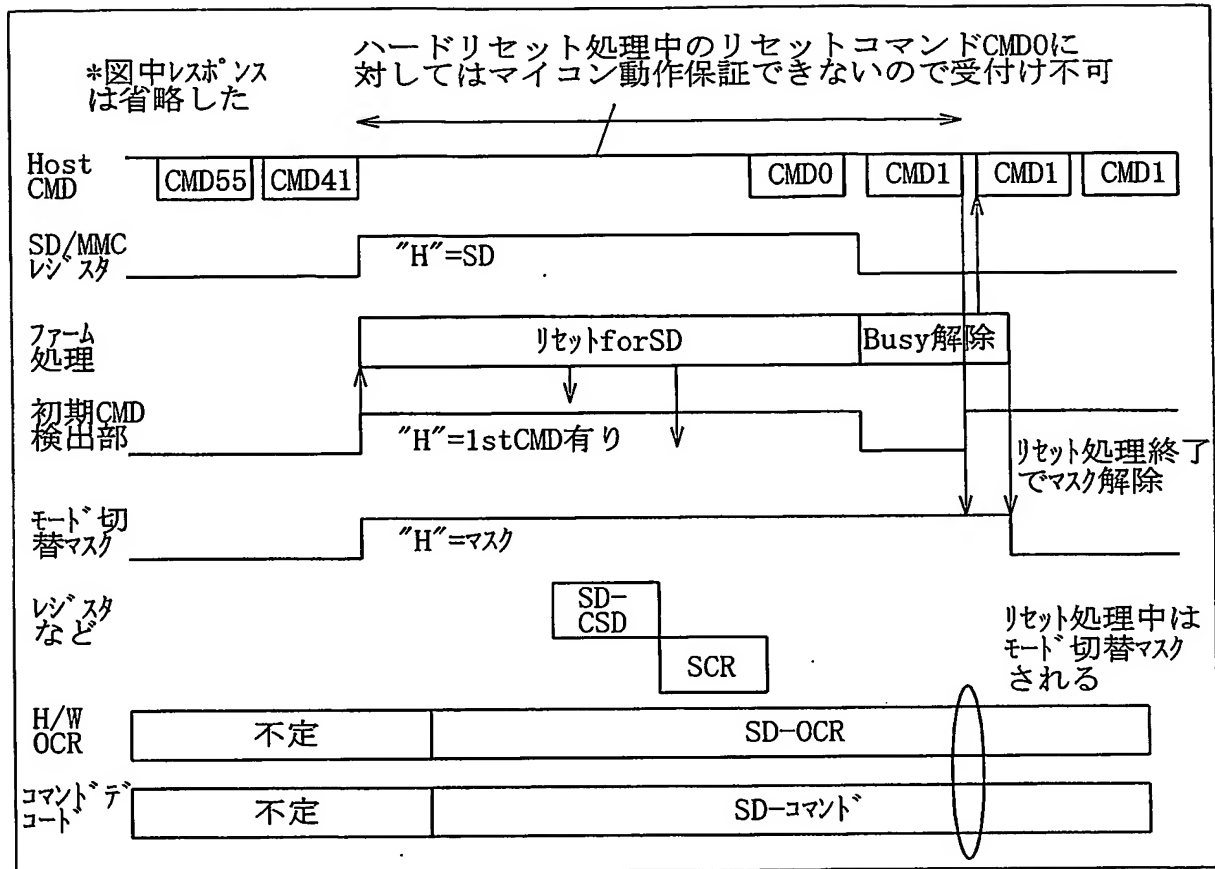 *図中ﾚｽﾎﾟﾝｽ
は省略した
ハードリセット処理中のリセットコマンドCMD0に
対してはマイコン動作保証できないので受付け不可
Host
CMD
CMD55
CMD41
CMD0
CMD1
CMD1
CMD1
SD/MMC
ﾚｼﾞｽﾀ
"H"=SD
ﾌｧｰﾑ
処理
ﾘｾｯﾄforSD
Busy解除
初期CMD
検出部
"H"=1stCMD有り
ﾘｾｯﾄ処理終了
でﾏｽｸ解除
ﾓｰﾄﾞ切
替ﾏｽｸ
"H"=ﾏｽｸ
ﾚｼﾞｽﾀ
など
SD-
CSD
SCR
ﾘｾｯﾄ処理中は
ﾓｰﾄﾞ切替ﾏｽｸ
される
H/W
OCR
不定
SD-OCR
ｺﾏﾝﾄﾞデ
ｺｰﾄﾞ
不定
SD-ｺﾏﾝﾄﾞ